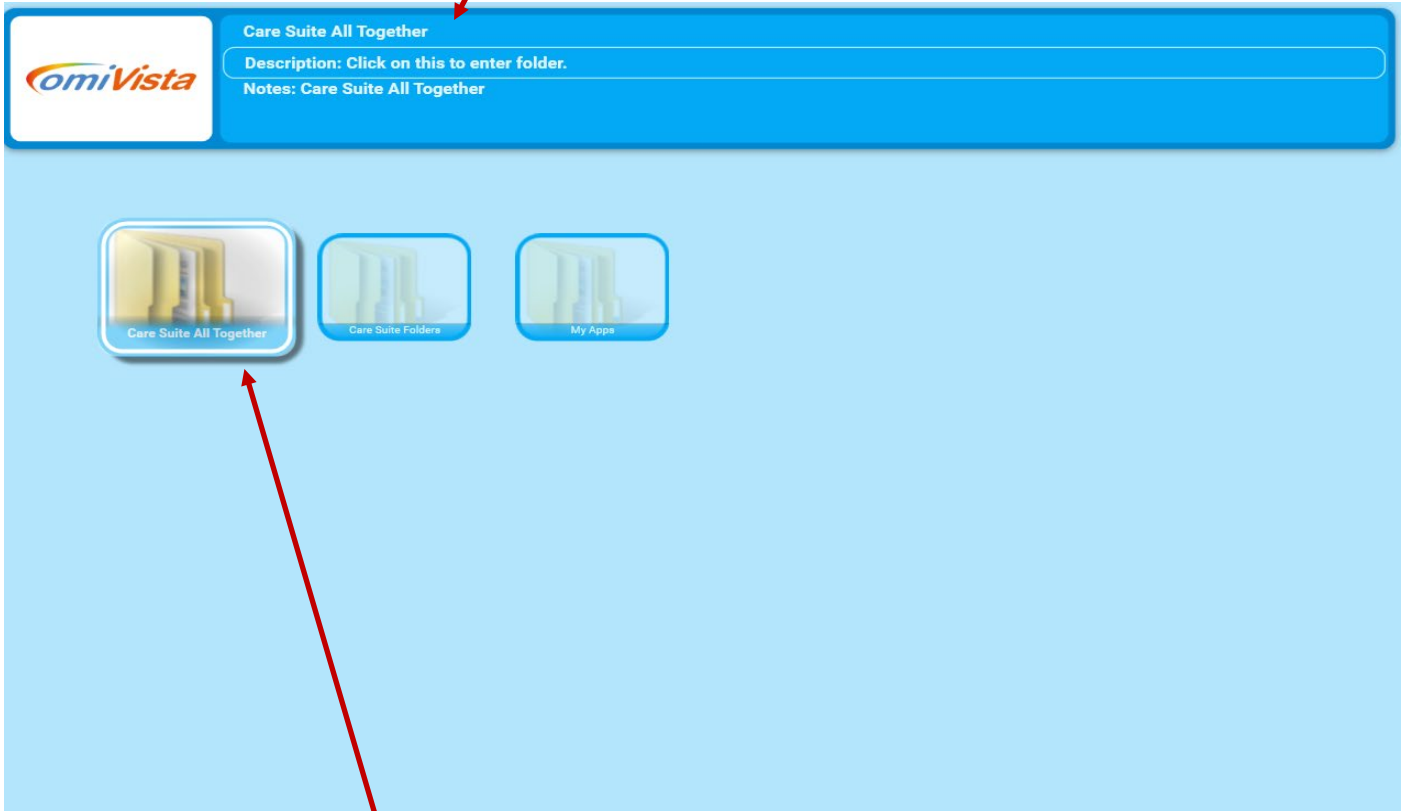 Care Suite All Together
omiVista
Description: Click on this to enter folder.
Notes: Care Suite All Together
Care Suite All Together
Care Suite Folders
My Apps